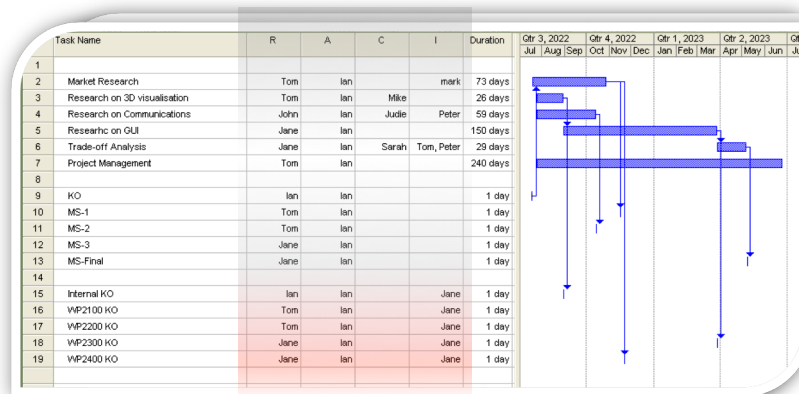 Task Name R A C I Duration Qtr 3, 2022 Qtr 4, 2022 Qtr 1, 2023 Qtr 2, 2023
Jul Aug Sep Oct Nov Dec Jan Feb Mar Apr May Jun
1
2 Market Research Tom Ian mark 73 days
3 Research on 3D visualisation Tom Ian Mike 26 days
4 Research on Communications John Ian Judie Peter 59 days
5 Researhc on GUI Jane Ian 150 days
6 Trade-off Analysis Jane Ian Sarah Tom, Peter 29 days
7 Project Management Tom Ian 240 days
8
9 KO Ian Ian 1 day
10 MS-1 Tom Ian 1 day
11 MS-2 Tom Ian 1 day
12 MS-3 Jane Ian 1 day
13 MS-Final Jane Ian 1 day
14
15 Internal KO Ian Ian Jane 1 day
16 WP2100 KO Tom Ian Jane 1 day
17 WP2200 KO Tom Ian Jane 1 day
18 WP2300 KO Jane Ian Jane 1 day
19 WP2400 KO Jane Ian Jane 1 day